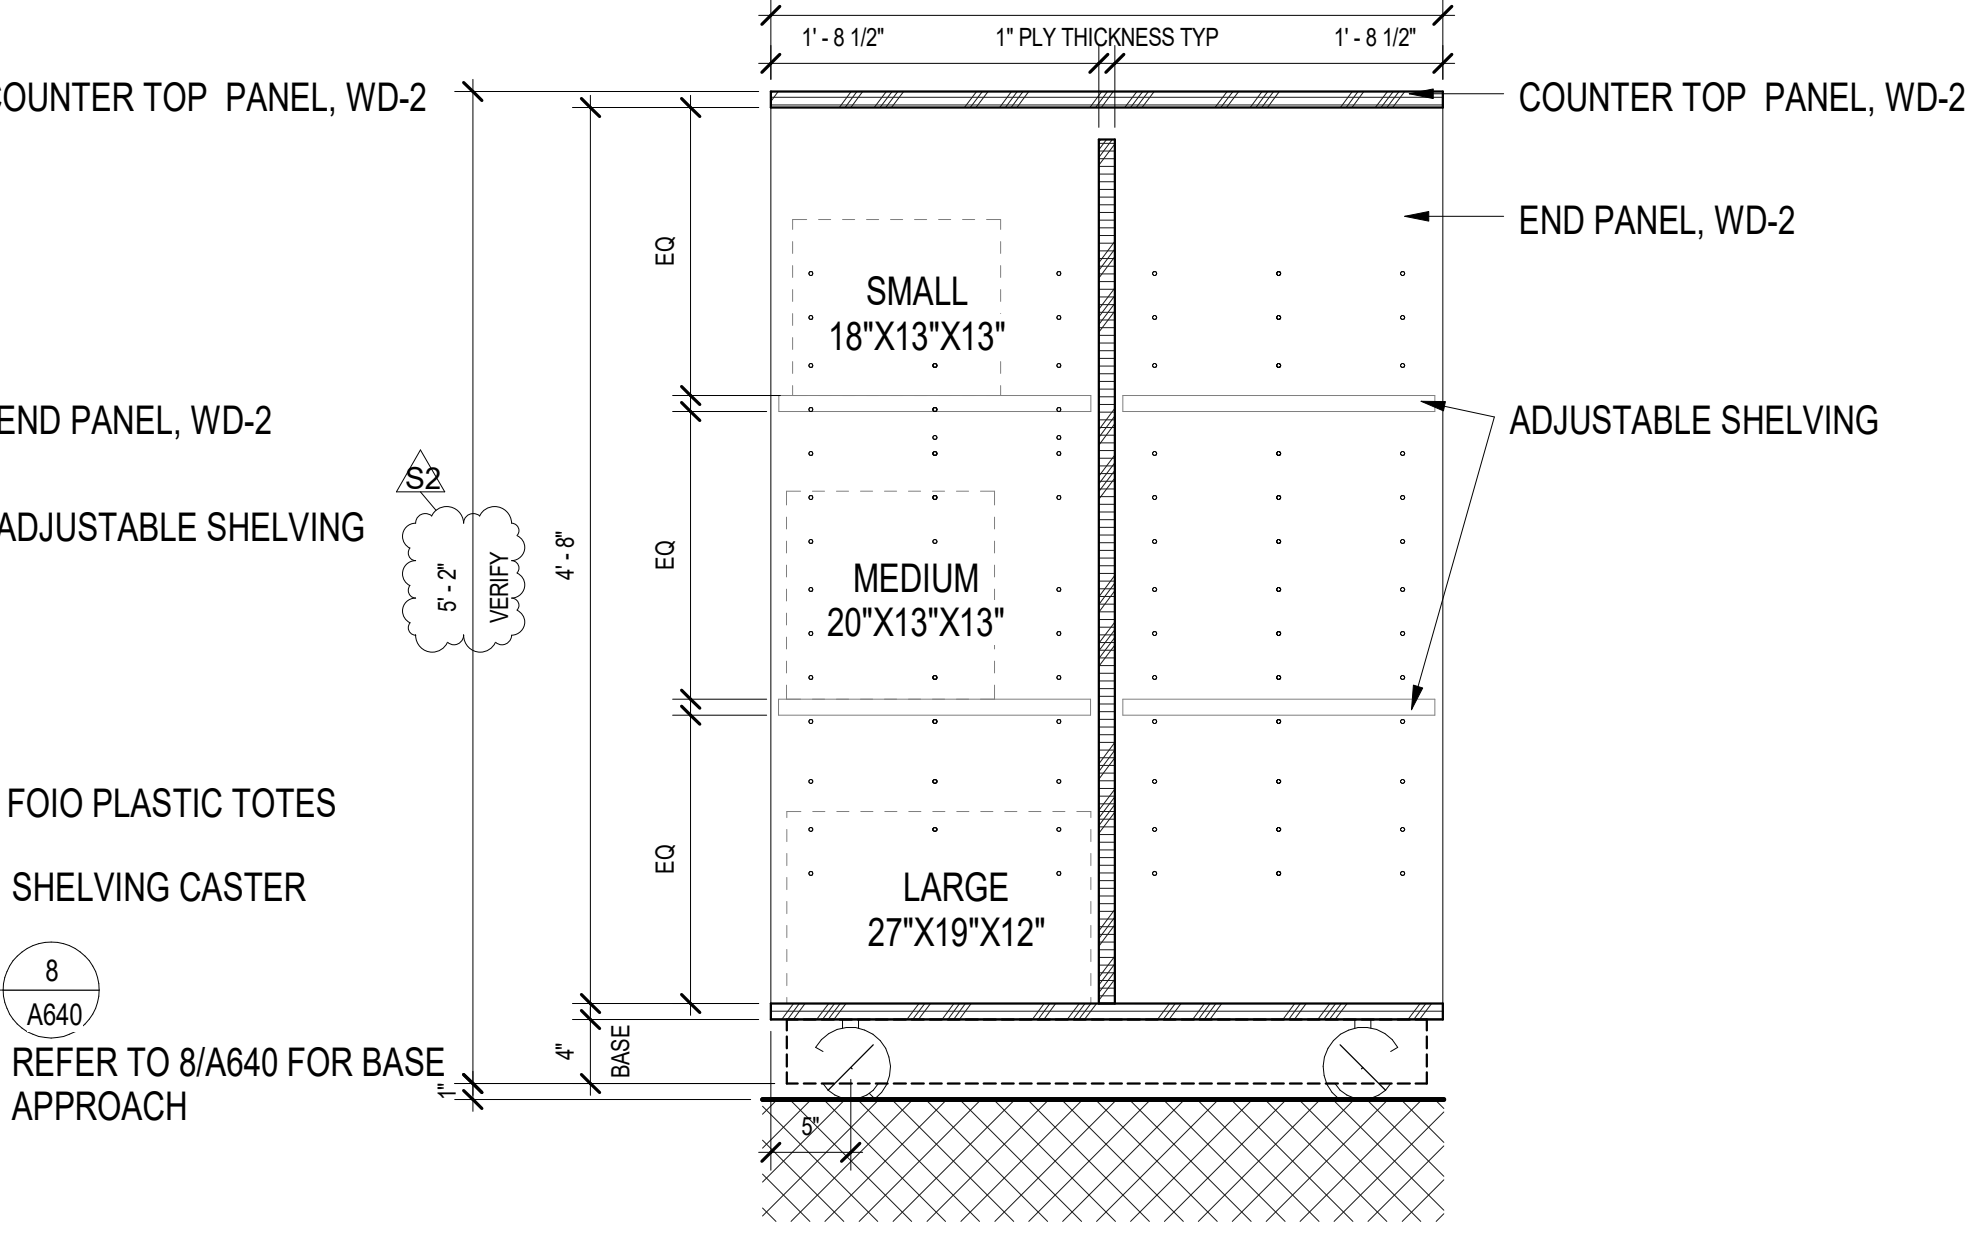 1' - 8 1/2" 1" PLY THICKNESS TYP 1' - 8 1/2"
COUNTER TOP PANEL, WD-2
COUNTER TOP PANEL, WD-2
END PANEL, WD-2
EQ
SMALL
18"X13"X13"
END PANEL, WD-2
ADJUSTABLE SHELVING
S2
ADJUSTABLE SHELVING
5' - 2"
VERIFY
4' - 8"
EQ
MEDIUM
20"X13"X13"
FOIO PLASTIC TOTES
EQ
SHELVING CASTER
LARGE
27"X19"X12"
8
A640
REFER TO 8/A640 FOR BASE
APPROACH
1"
4"
BASE
5"